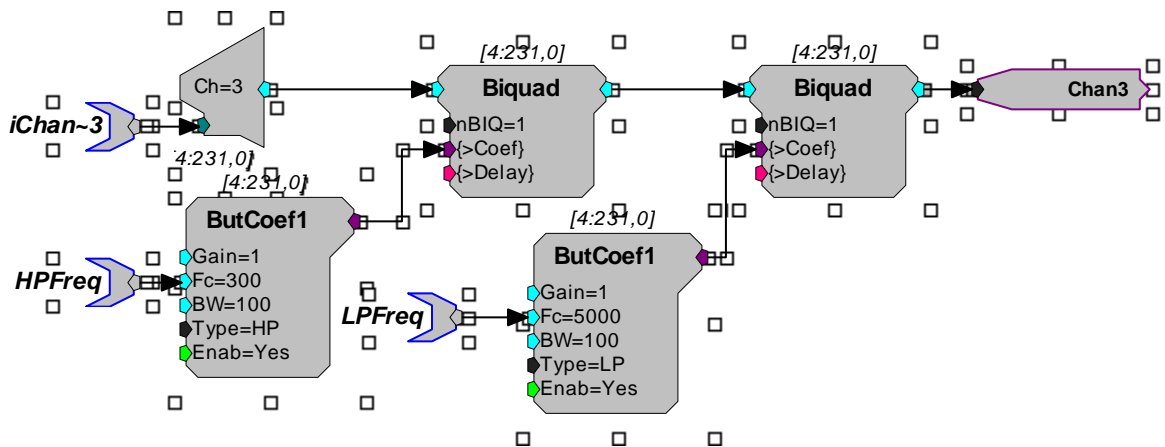 [4:231,0]
[4:231,0]
Ch=3
Biquad
Biquad
Chan3
iChan~3
nBIQ=1
{>Coef}
{>Delay}
nBIQ=1
{>Coef}
{>Delay}
4:231,0]
[4:231,0]
ButCoef1
[4:231,0]
HPFreq
Gain=1
Fc=300
BW=100
Type=HP
Enab=Yes
ButCoef1
LPFreq
Gain=1
Fc=5000
BW=100
Type=LP
Enab=Yes